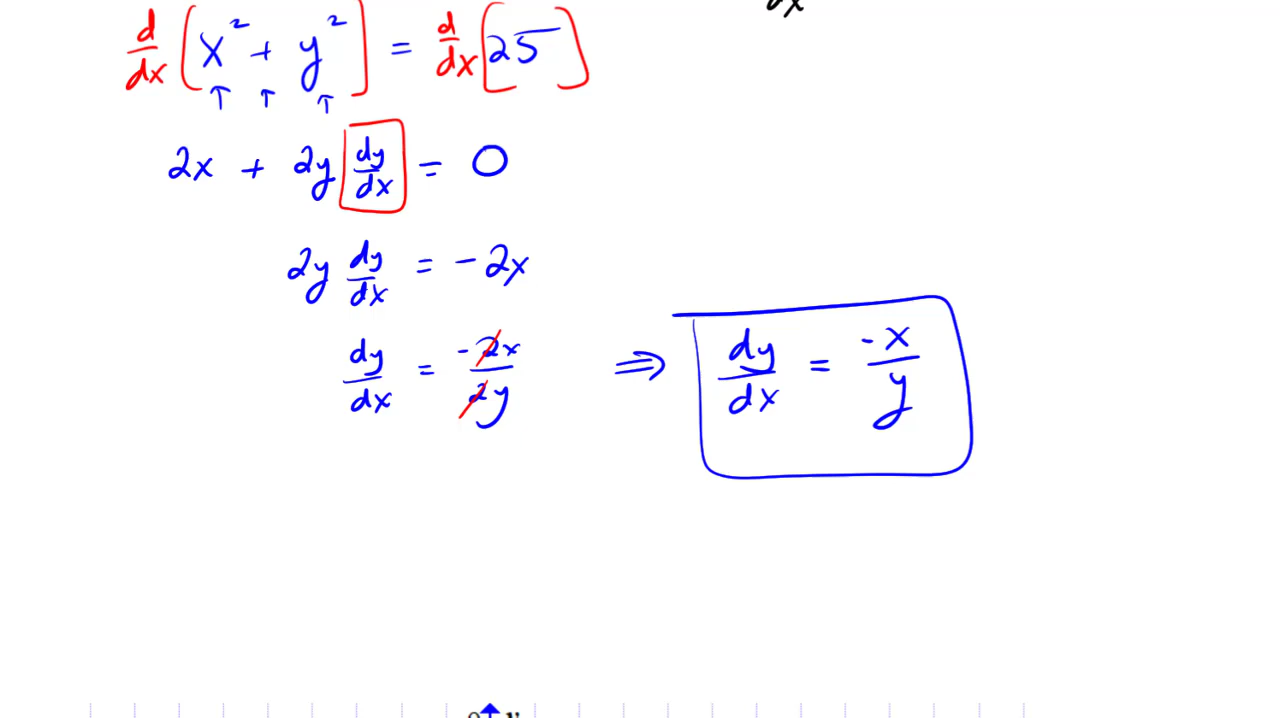 dx
d/dx [x² + y²] = d/dx [25]
↑ ↑ ↑
2x + 2y dy/dx = 0
2y dy/dx = -2x
dy/dx = -2x/2y ⇒ dy/dx = -x/y
y